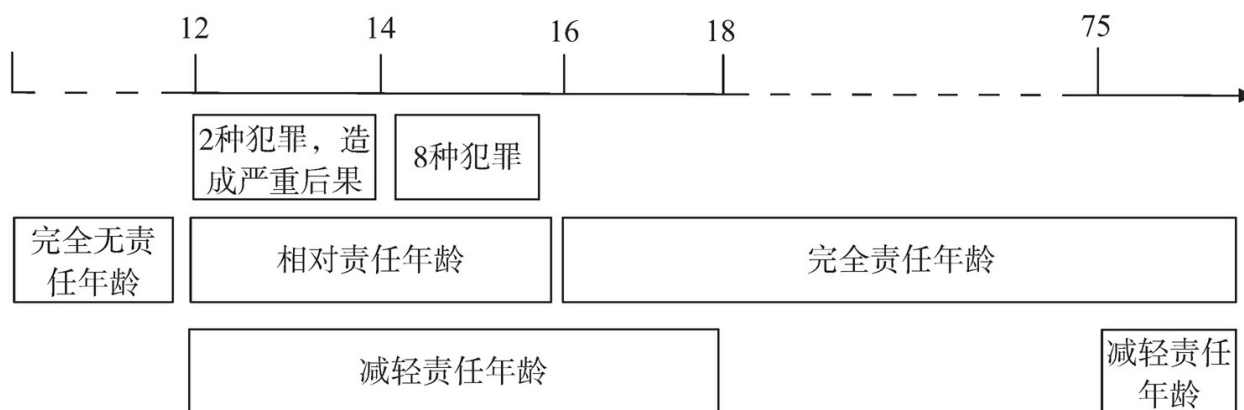 12 14 16 18 75
2种犯罪，造
成严重后果
8种犯罪
完全无责
任年龄
相对责任年龄
完全责任年龄
减轻责任年龄
减轻责任
年龄